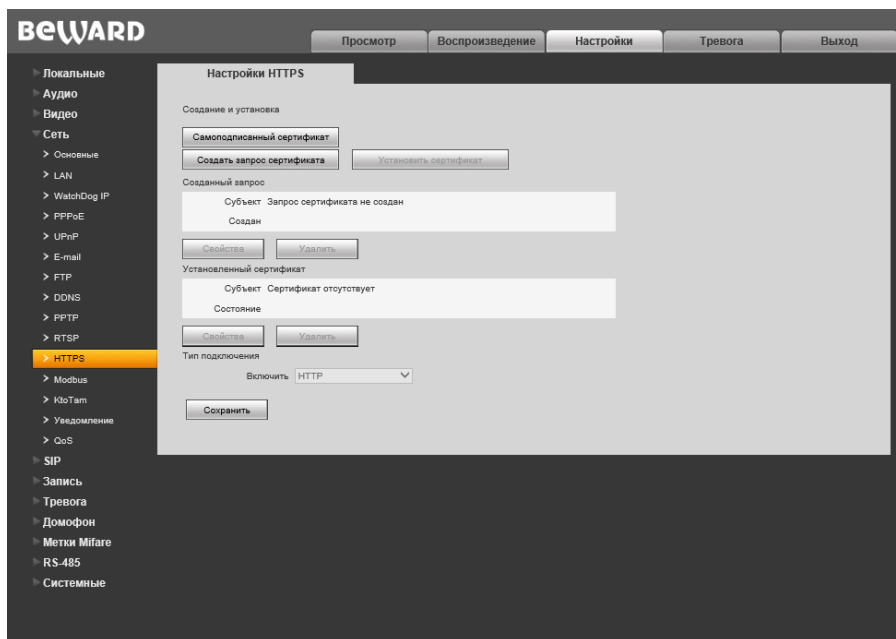 BEWARD
Просмотр
Воспроизведение
Настройки
Тревога
Выход
Локальные
Аудио
Видео
Сеть
Основные
LAN
WatchDog IP
PPPoE
UPnP
E-mail
FTP
DDNS
PPTP
RTSP
HTTPS
Modbus
KtoTam
Уведомление
QoS
SIP
Запись
Тревога
Домофон
Метки Mifare
RS-485
Системные
Настройки HTTPS
Создание и установка
Самоподписанный сертификат
Создать запрос сертификата
Установить сертификат
Созданный запрос
Субъект Запрос сертификата не создан
Создан
Свойства Удалить
Установленный сертификат
Субъект Сертификат отсутствует
Состояние
Свойства Удалить
Тип подключения
Включить HTTP
Сохранить